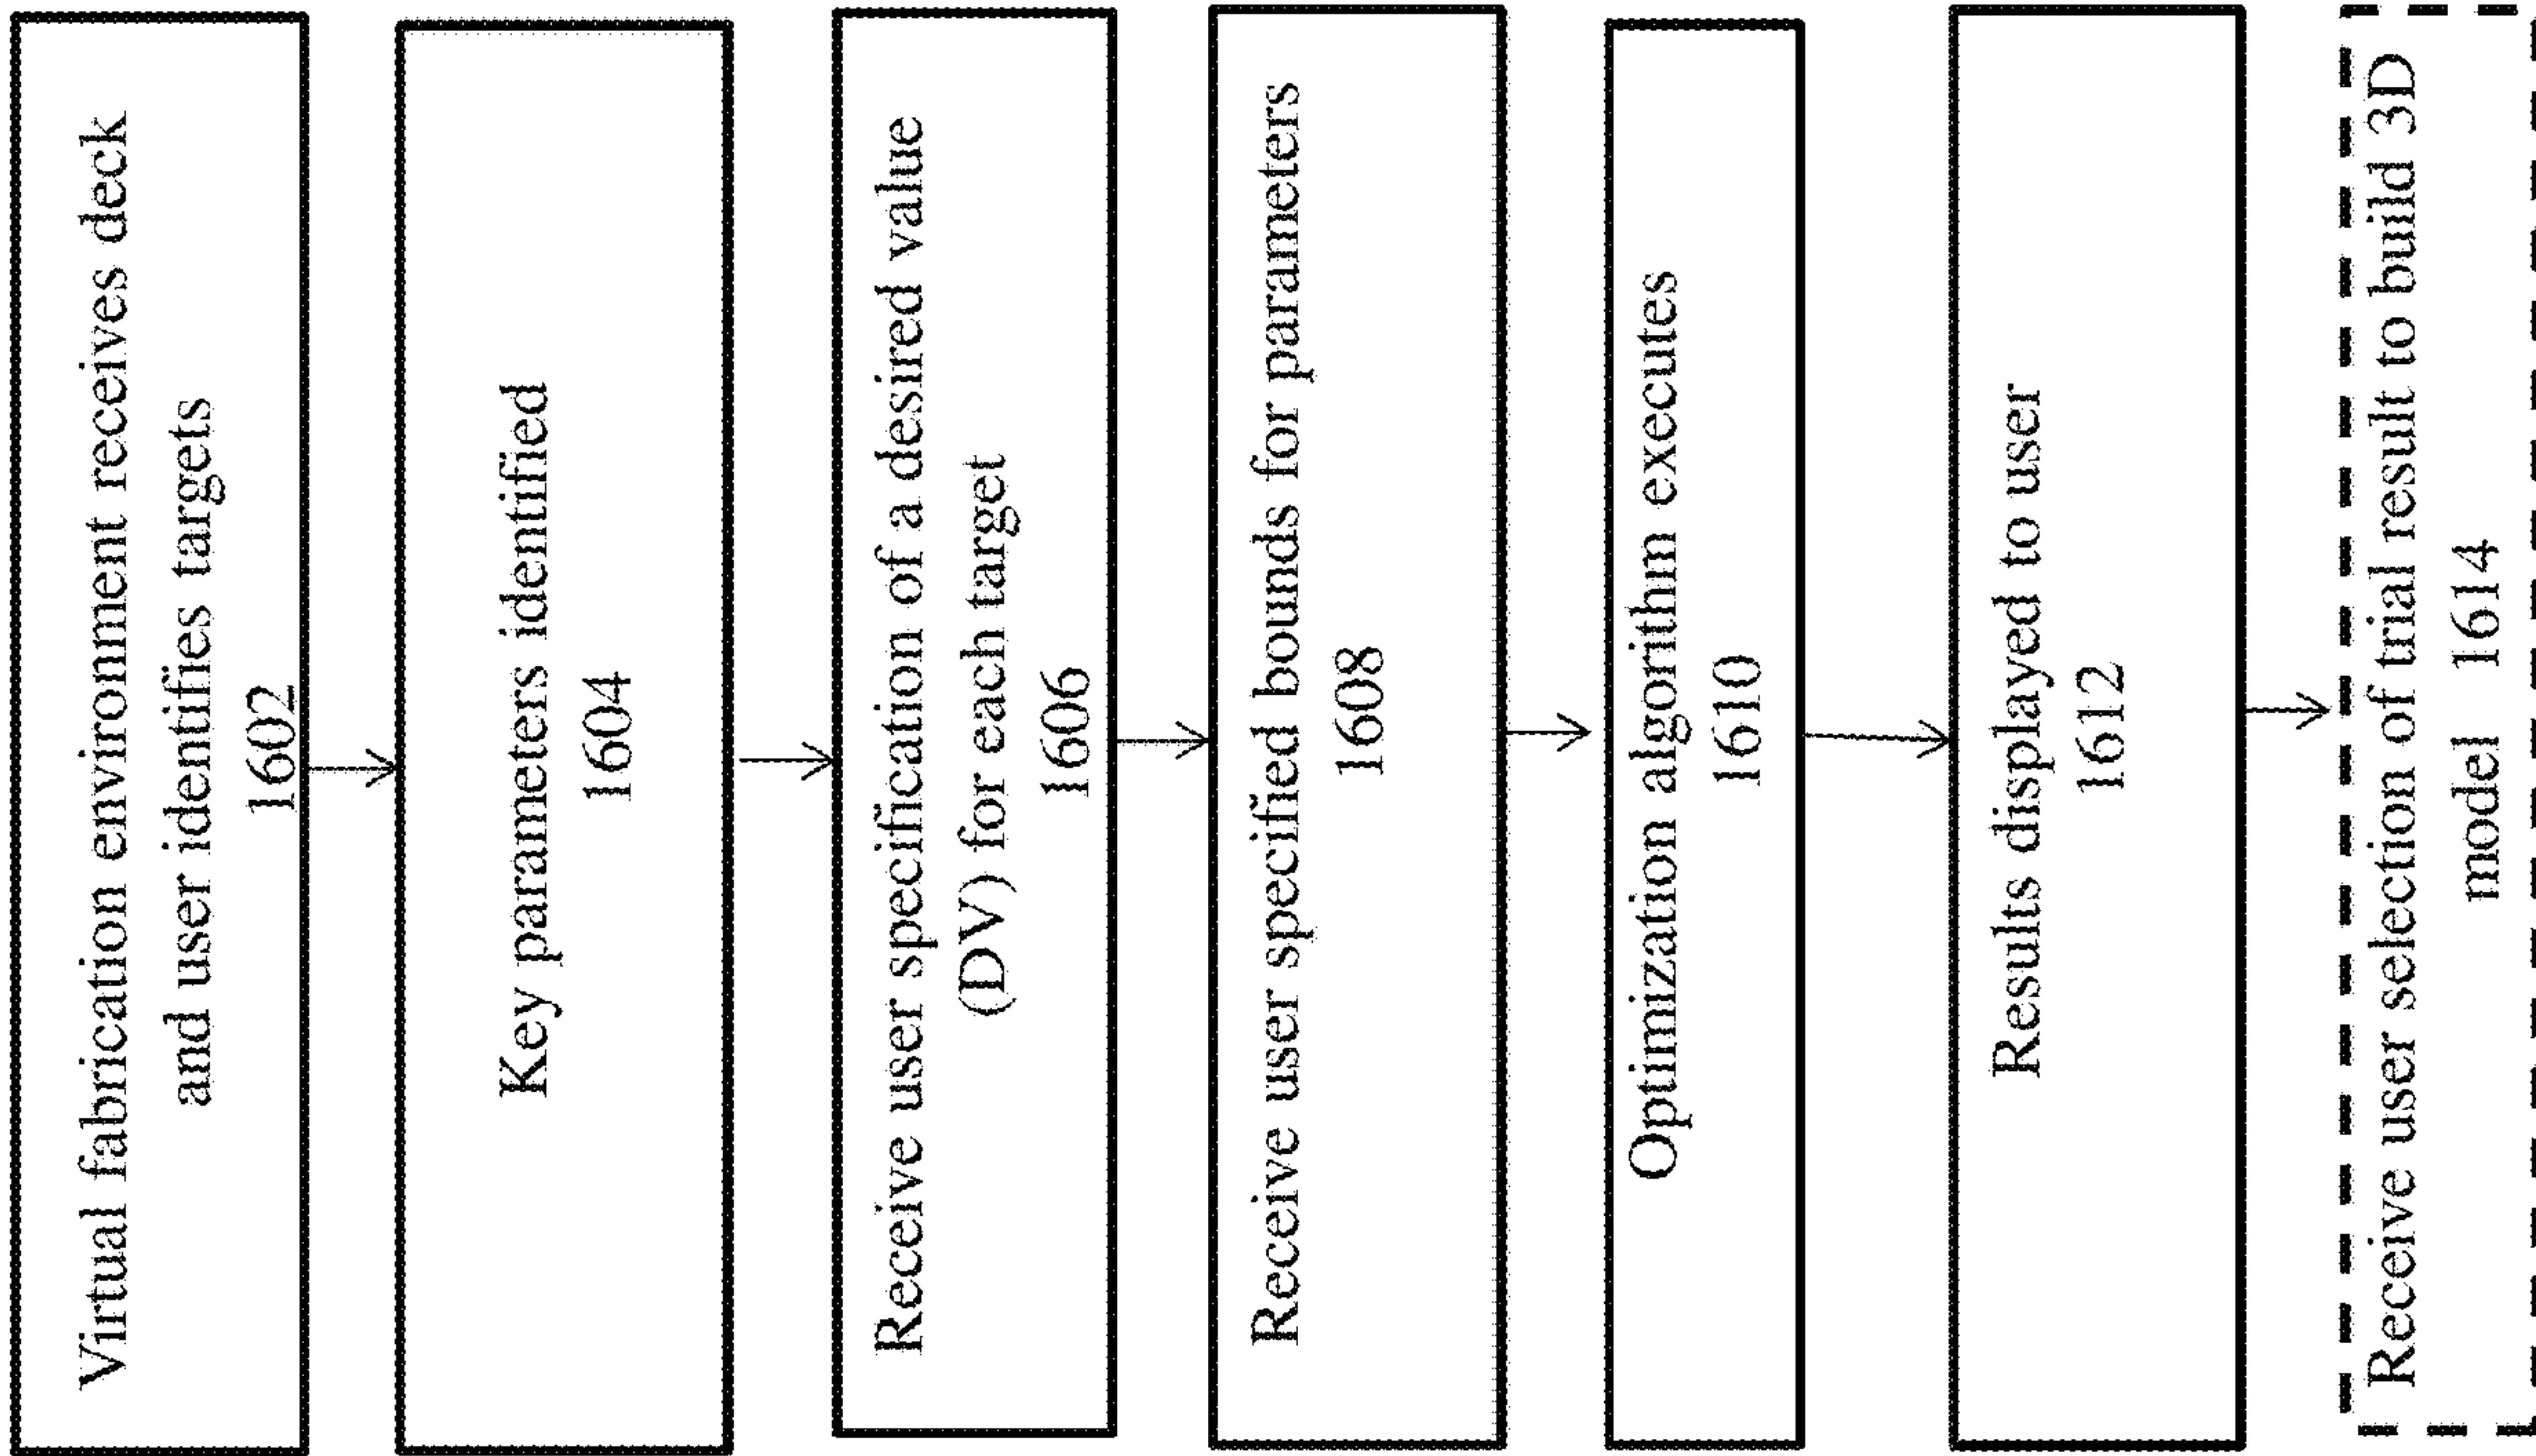 Virtual fabrication environment receives deck
and user identifies targets
1602
Key parameters identified
1604
Receive user specification of a desired value
(DV) for each target
1606
Receive user specified bounds for parameters
1608
Optimization algorithm executes
1610
Results displayed to user
1612
Receive user selection of trial result to build 3D
model 1614